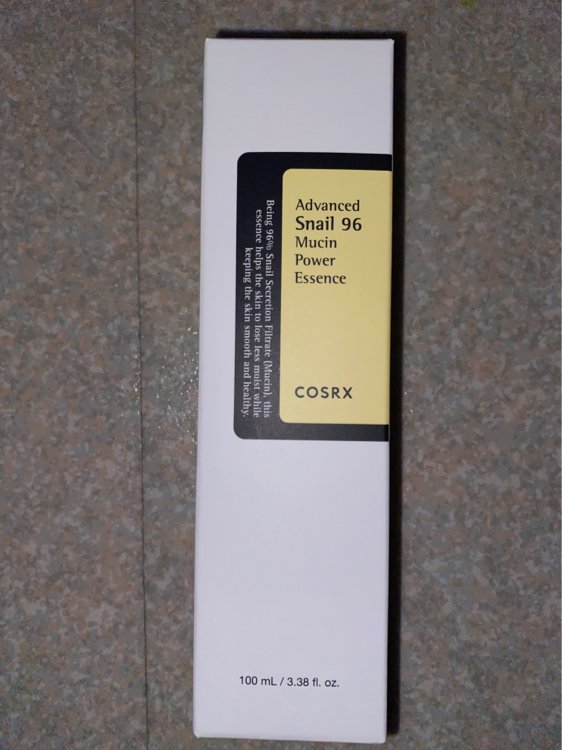 Advanced
Snail 96
Mucin
Power
Essence
COSRX
Being 96% Snail Secretion Filtrate (Mucin), this
essence helps the skin to lose less moist while
keeping the skin smooth and healthy.
100 mL / 3.38 fl. oz.